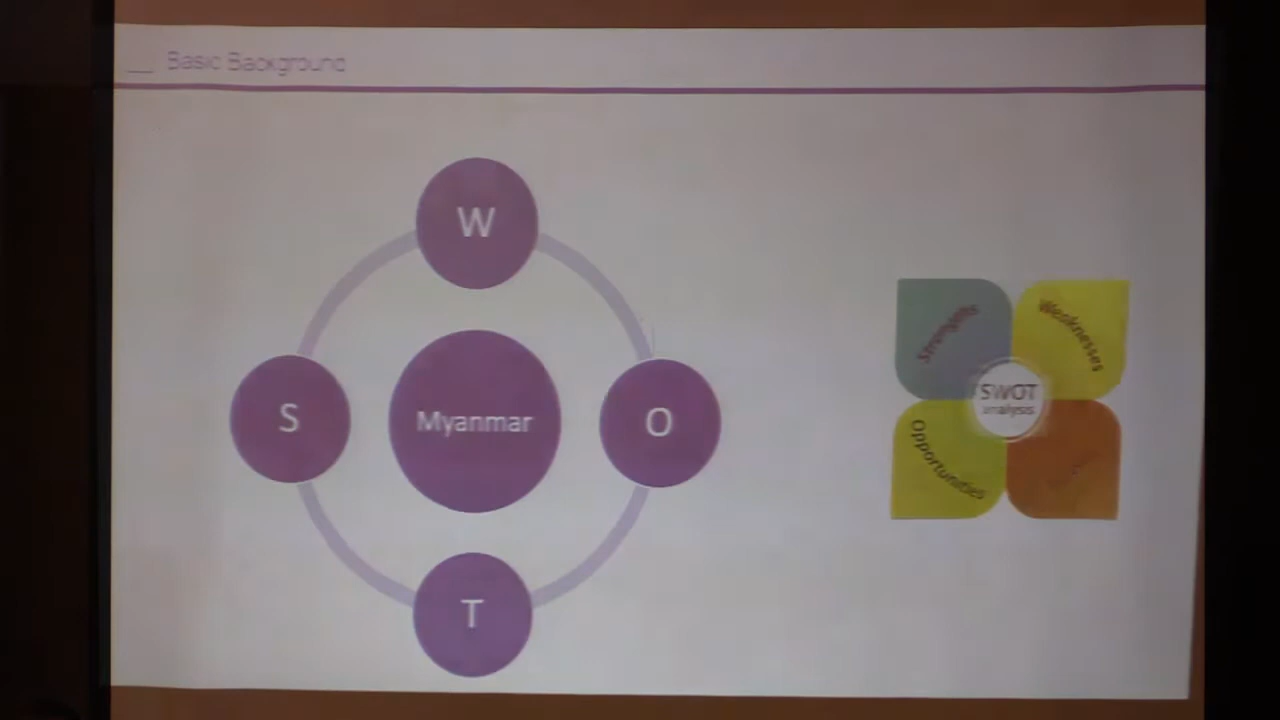 Basic Background
W
S
Myanmar
O
T
Strengths
Weaknesses
SWOT
analysis
Opportunities